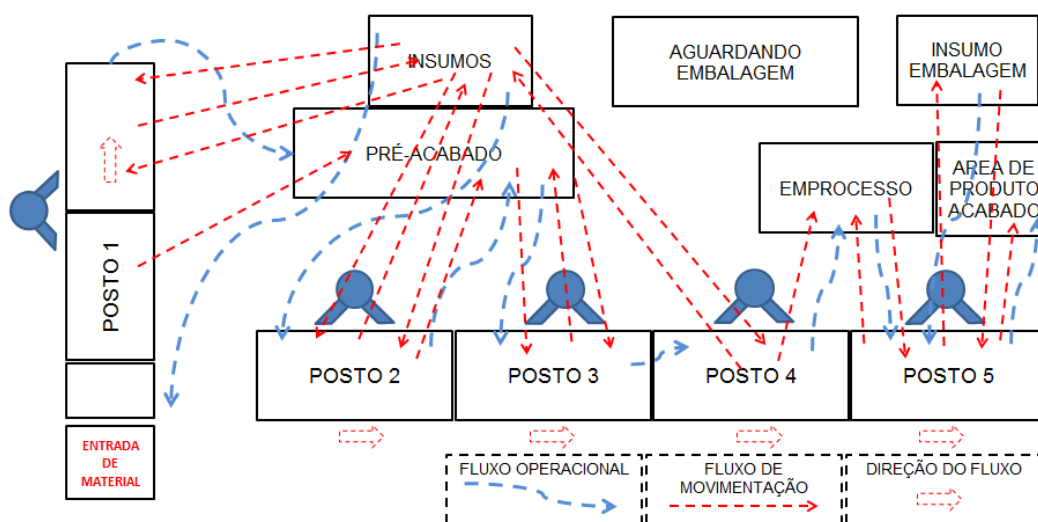 INSUMOS
AGUARDANDO
EMBALAGEM
INSUMO
EMBALAGEM
PRÉ-ACABADO
EMPROCESSO
AREA DE
PRODUTO
ACABADO
POSTO 1
POSTO 2
POSTO 3
POSTO 4
POSTO 5
ENTRADA
DE
MATERIAL
FLUXO OPERACIONAL
FLUXO DE
MOVIMENTAÇÃO
DIREÇÃO DO FLUXO